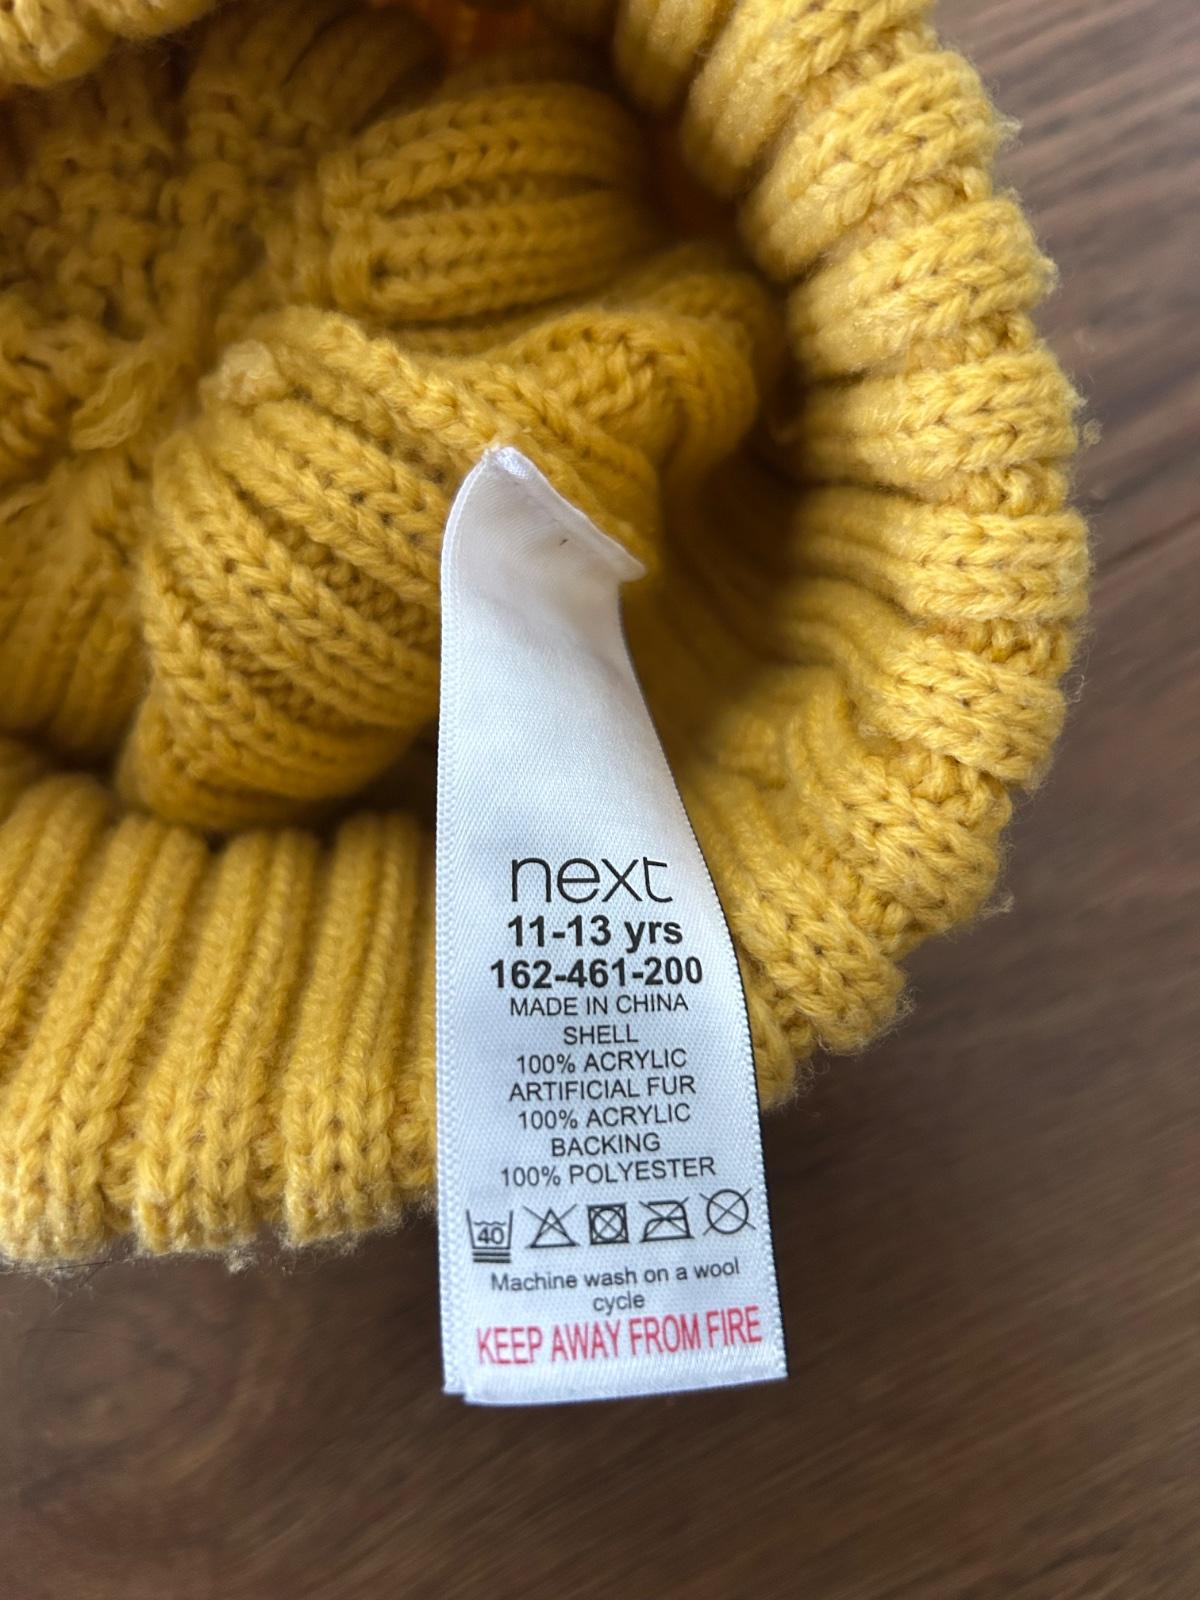 next
11-13 yrs
162-461-200
MADE IN CHINA
SHELL
100% ACRYLIC
ARTIFICIAL FUR
100% ACRYLIC
BACKING
100% POLYESTER
40
Machine wash on a wool
cycle
KEEP AWAY FROM FIRE